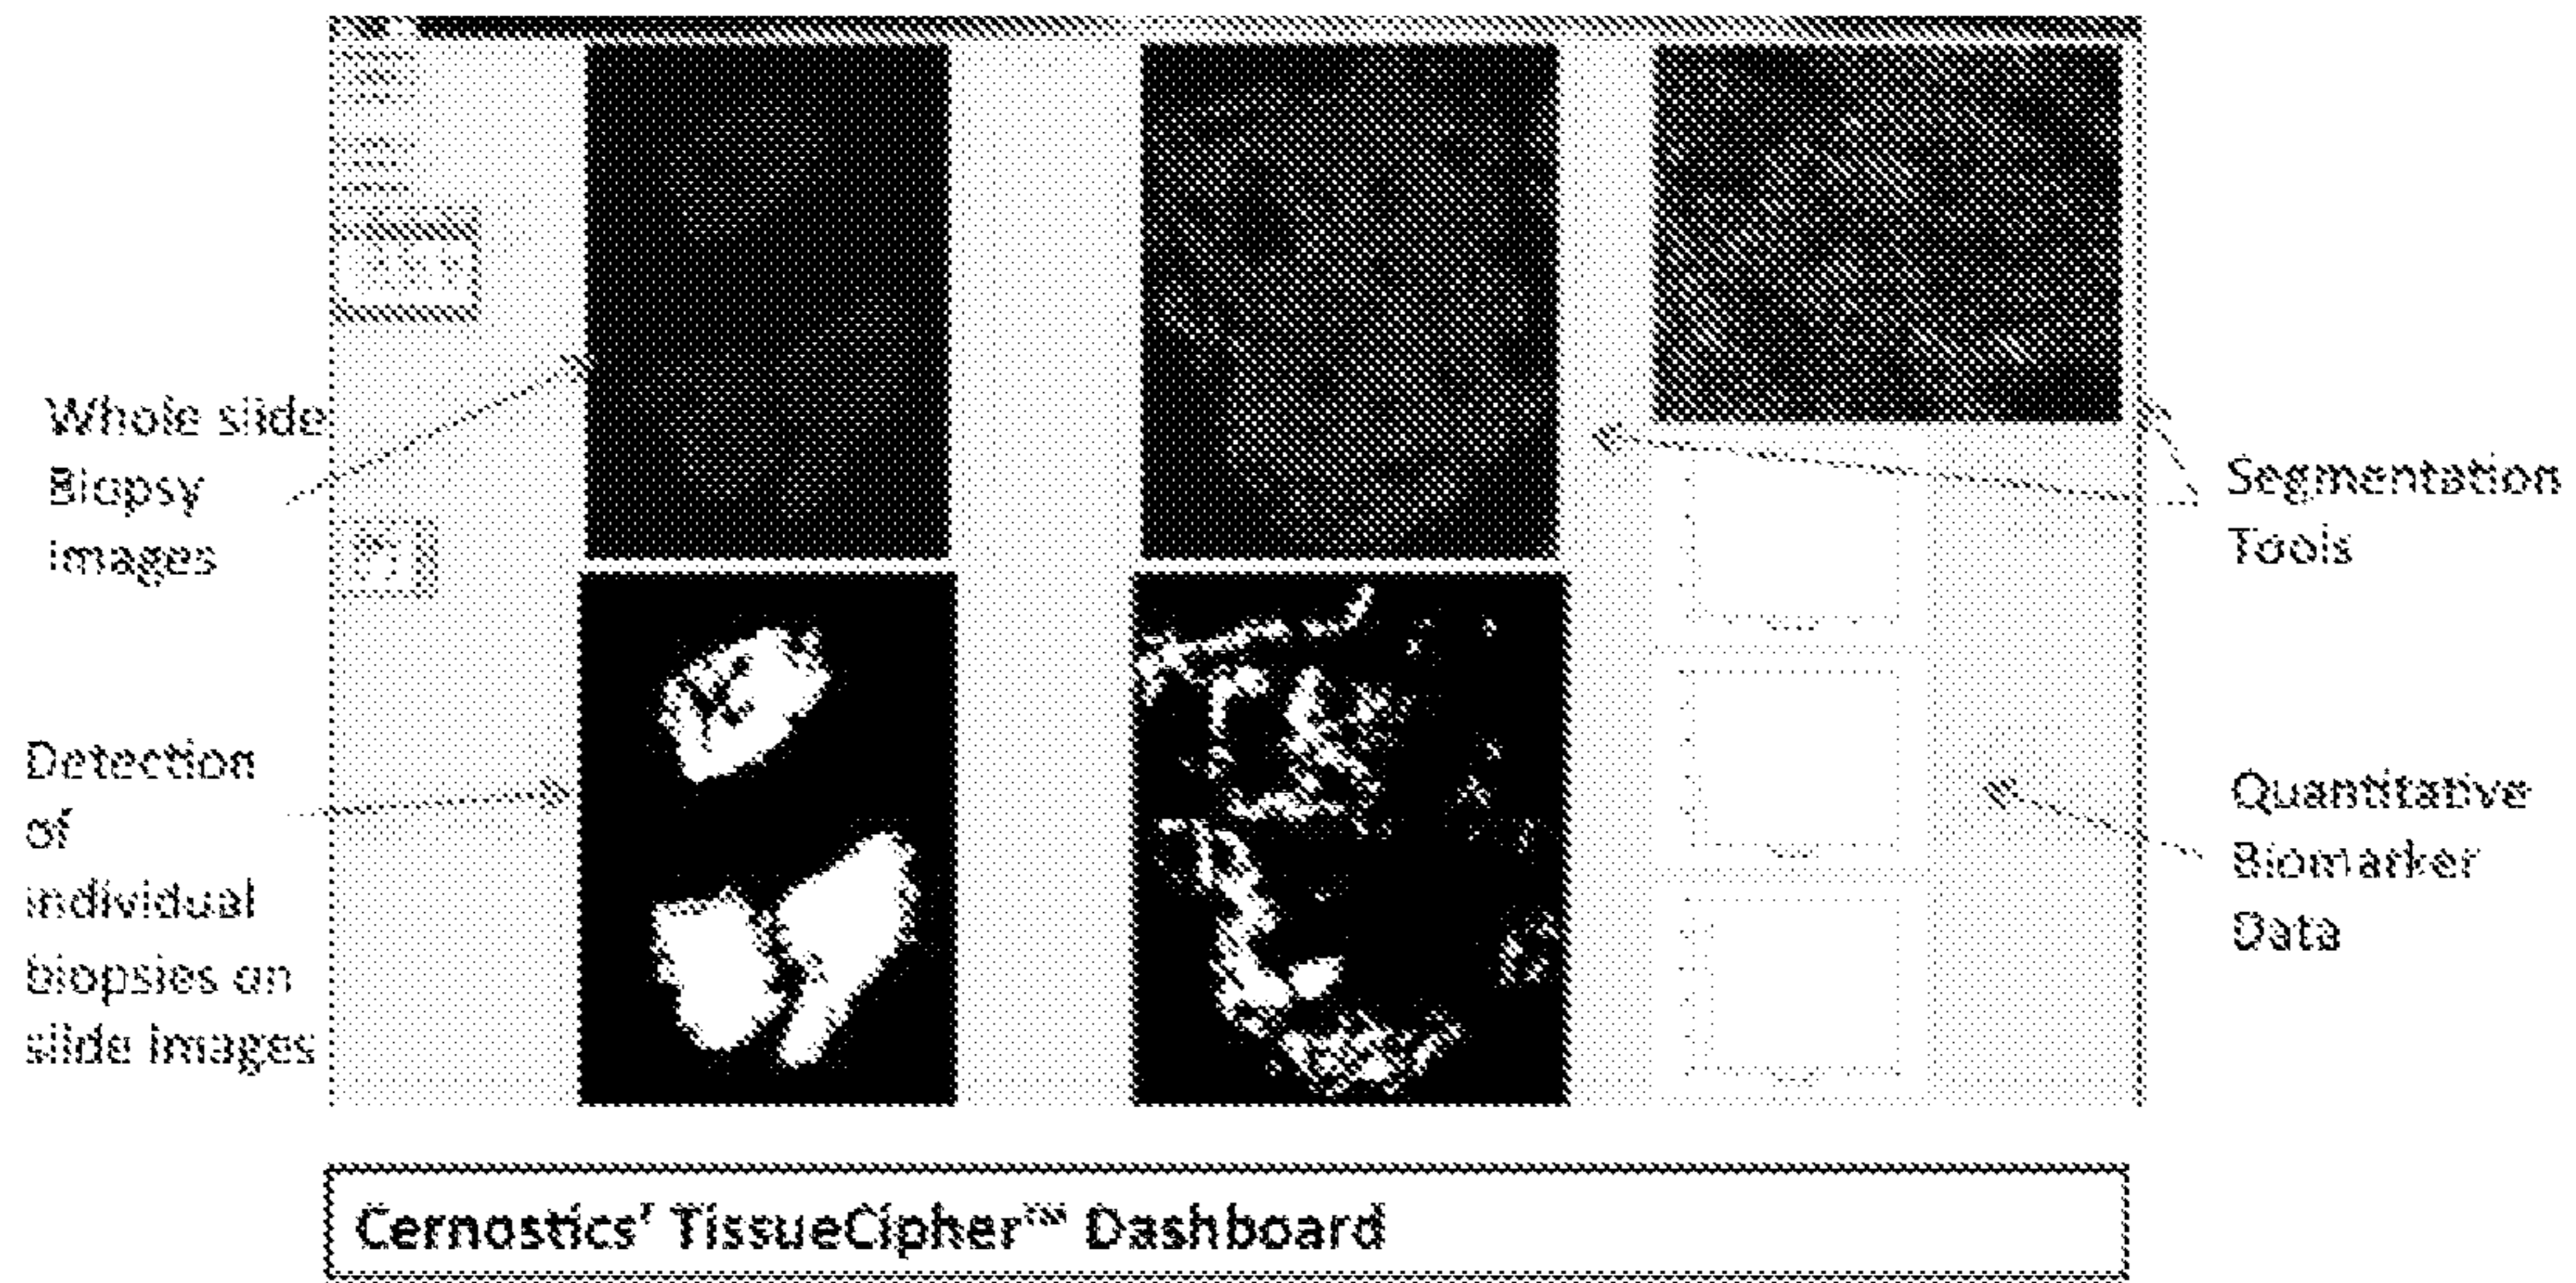 Whole slide
Biopsy
images
Detection
of
individual
biopsies on
slide images
Segmentation
Tools
Quantitative
Biomarker
Data
Cernostics' TissueCipher™ Dashboard